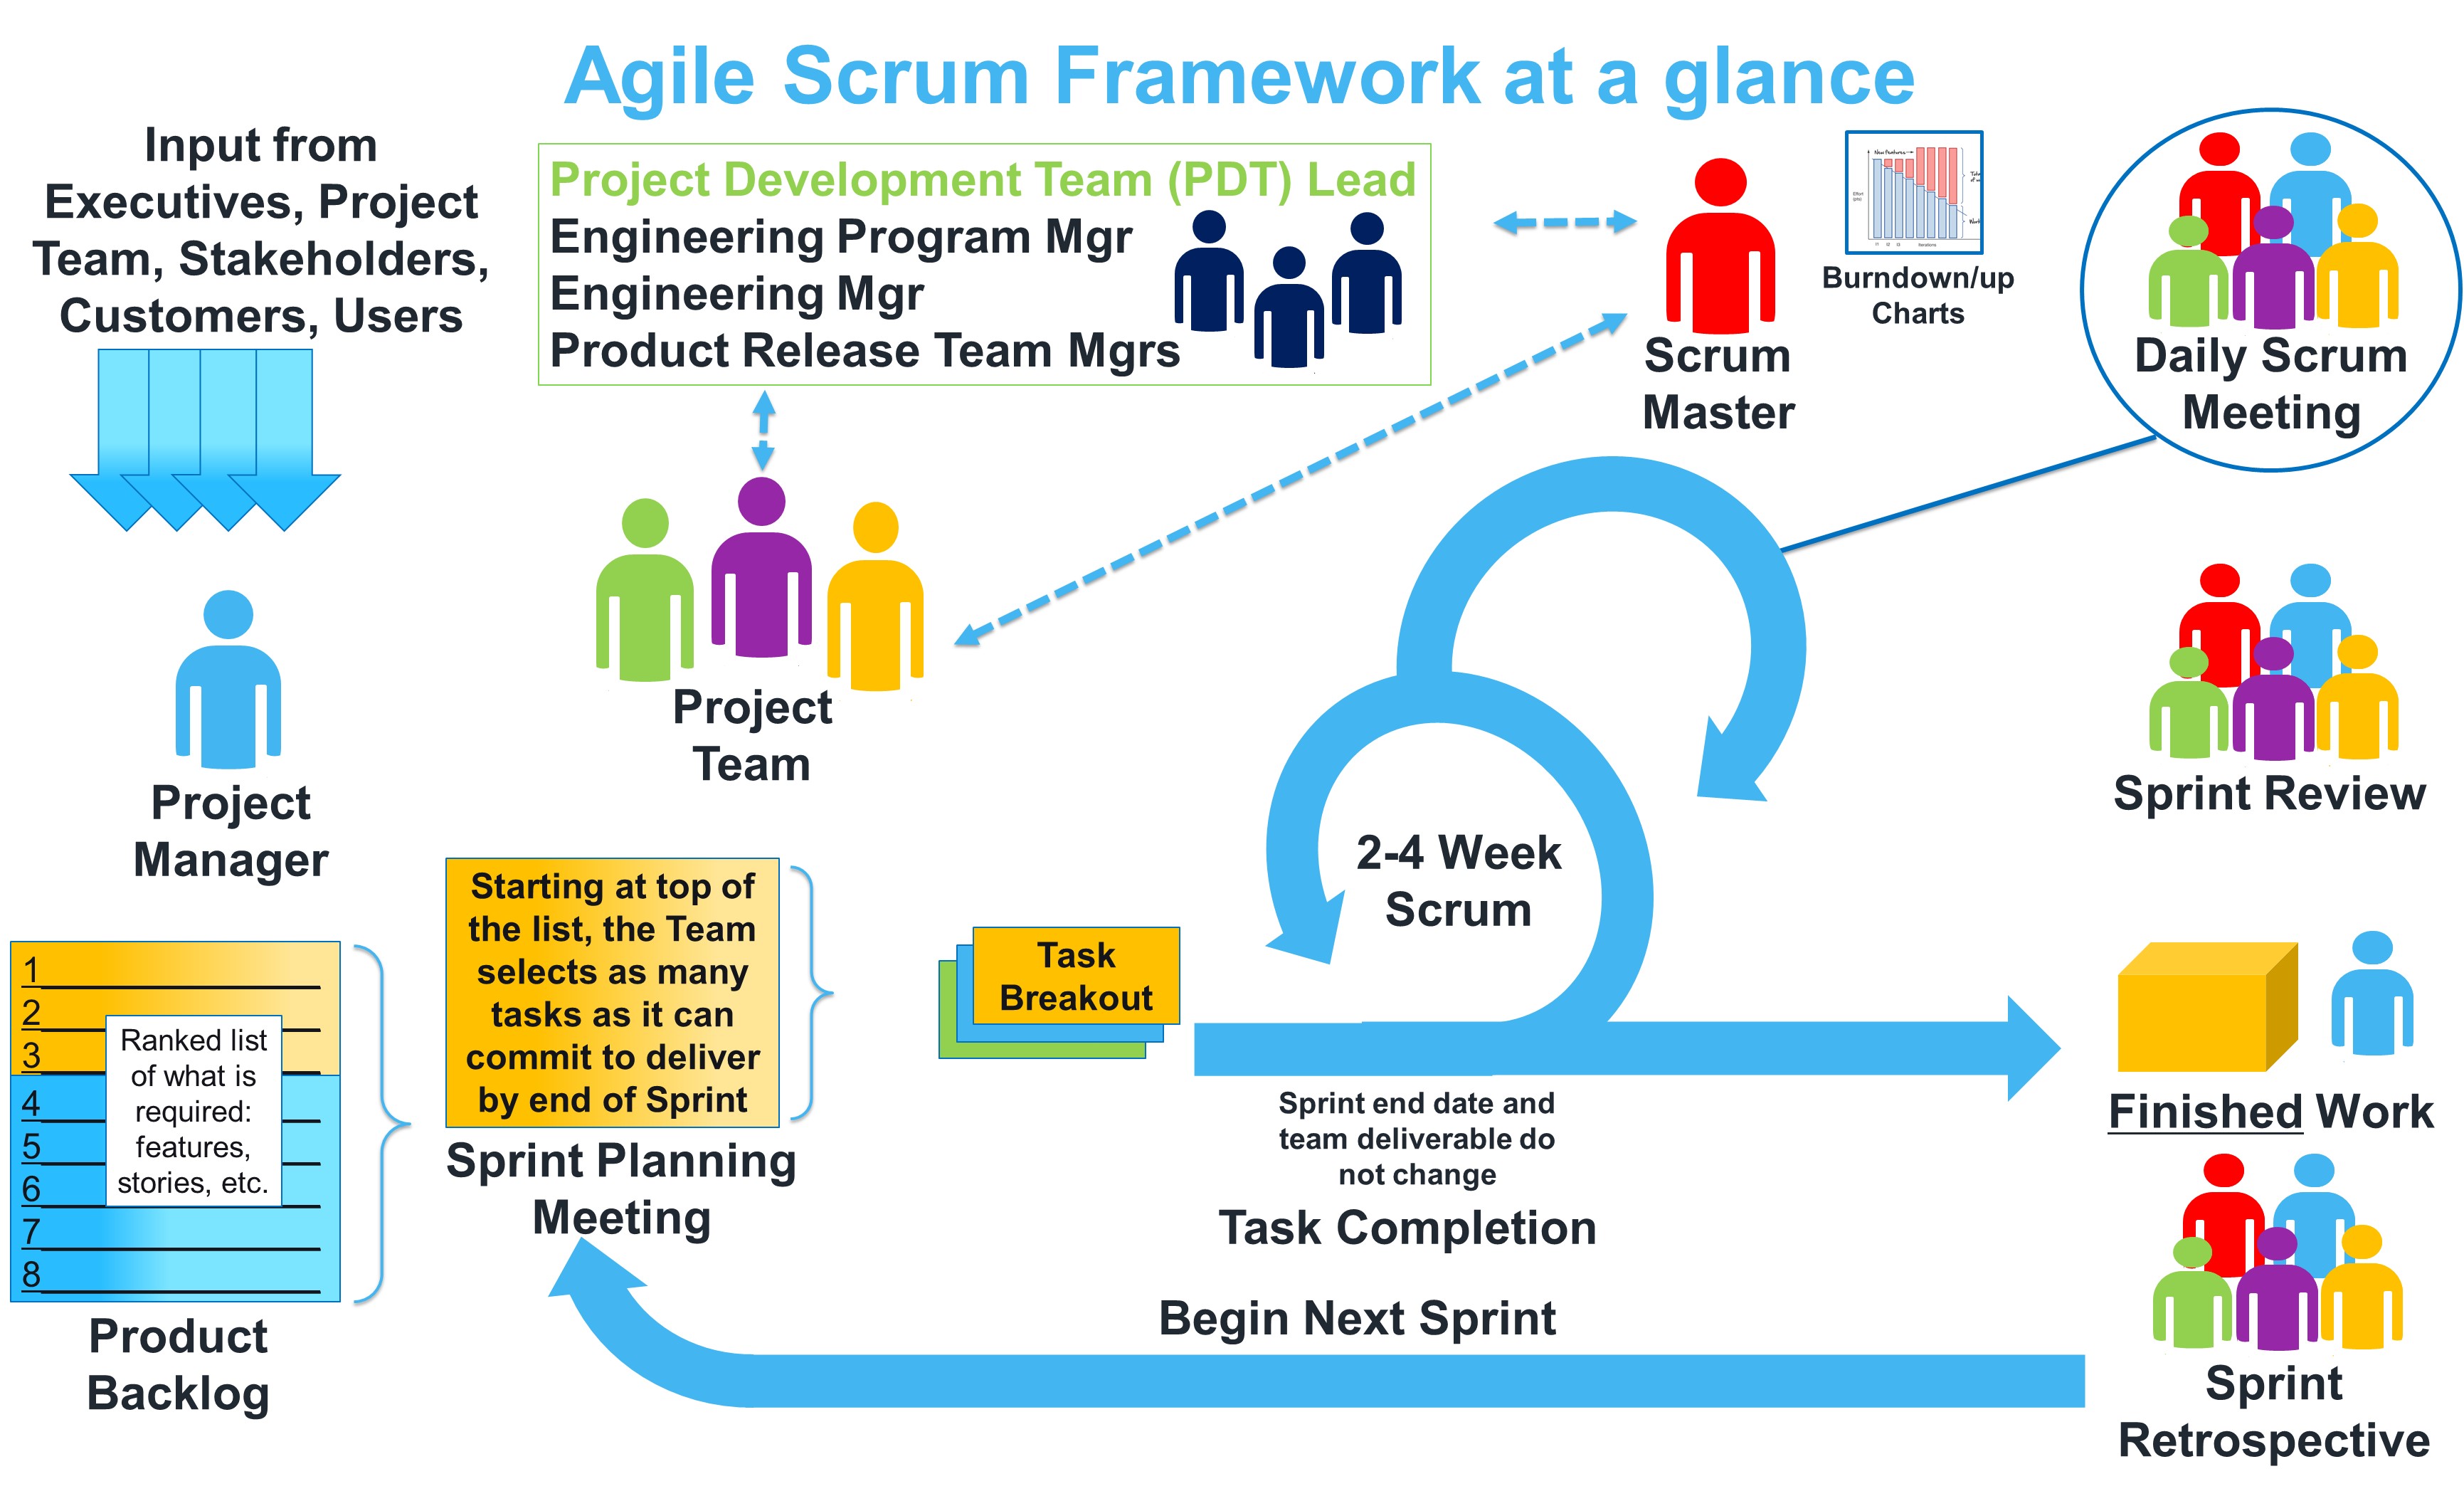 Agile Scrum Framework at a glance
Input from
Executives, Project
Team, Stakeholders,
Customers, Users
Project Development Team (PDT) Lead
Engineering Program Mgr
Engineering Mgr
Product Release Team Mgrs
Scrum
Master
New Features
Effort
(pts)
Iterations
Burndown/up
Charts
Daily Scrum
Meeting
Project
Manager
Project
Team
Sprint Review
2-4 Week
Scrum
1
2
3
4
5
6
7
8
Ranked list
of what is
required:
features,
stories, etc.
Product
Backlog
Starting at top of
the list, the Team
selects as many
tasks as it can
commit to deliver
by end of Sprint
Sprint Planning
Meeting
Task
Breakout
Sprint end date and
team deliverable do
not change
Task Completion
Finished Work
Begin Next Sprint
Sprint
Retrospective